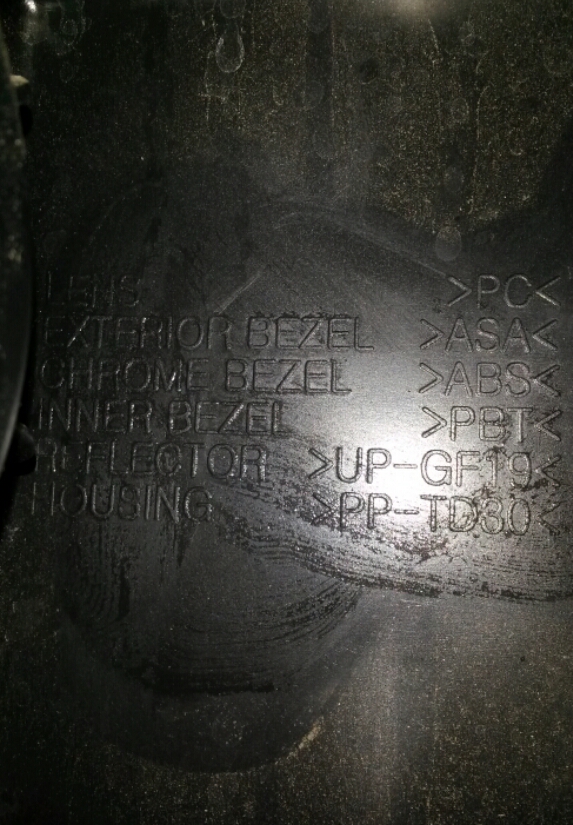 LENS >PC<
EXTERIOR BEZEL >ASA<
CHROME BEZEL >ABS<
INNER BEZEL >PBT<
REFLECTOR >UP-GF19<
HOUSING >PP-TD30<